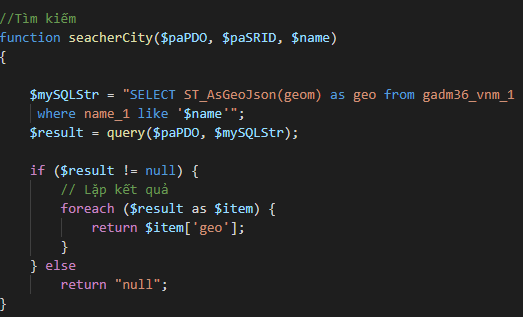 //Tìm kiếm
function seacherCity($paPDO, $paSRID, $name)
{
$mySQLStr = "SELECT ST_AsGeoJson(geom) as geo from gadm36_vnm_1
where name_1 like '$name'";
$result = query($paPDO, $mySQLStr);
if ($result != null) {
// Lặp kết quả
foreach ($result as $item) {
return $item['geo'];
}
} else
return "null";
}